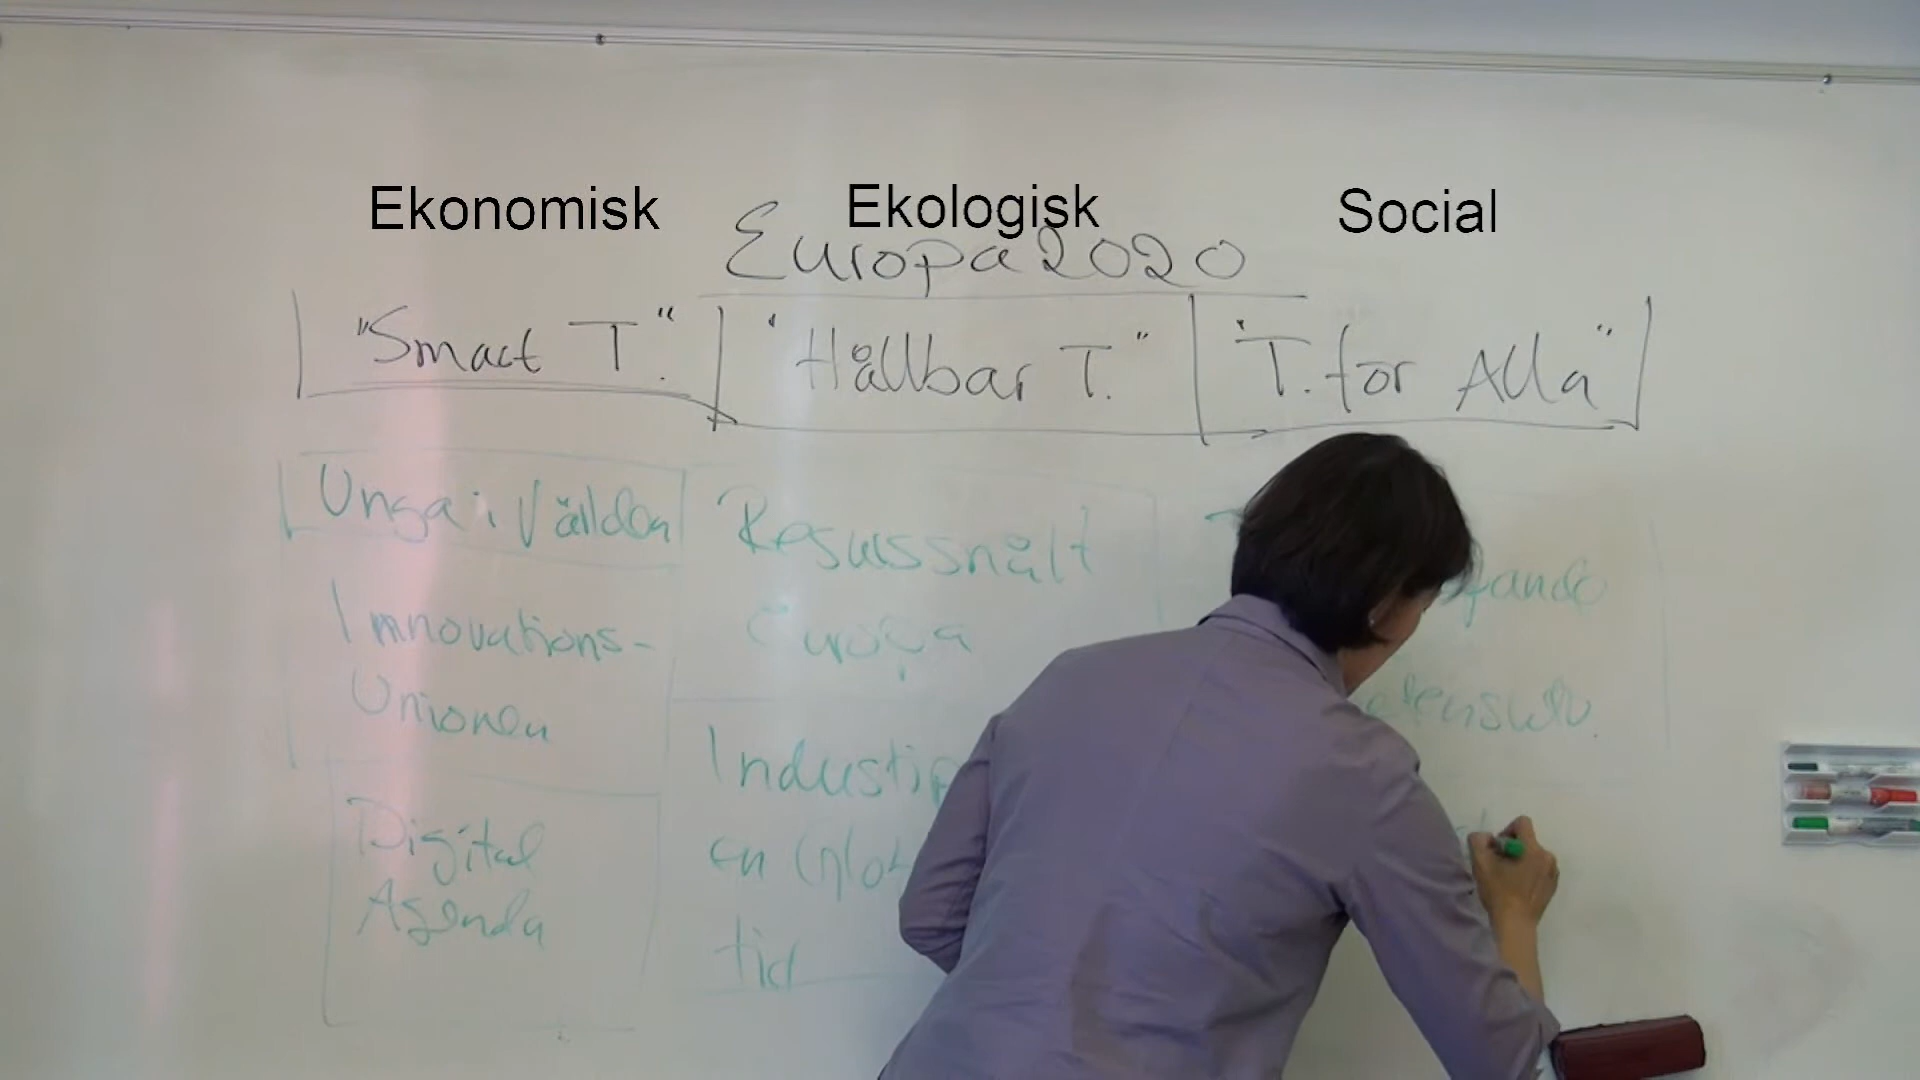 Ekonomisk Ekologisk Social
Europa 2020
"Smart T." "Hållbar T." "T. för Alla"
Unga i Världen
Innovations-
Unionen
Digital
Agenda
Resurssnålt
Europa
Industrip
en Glob
tid